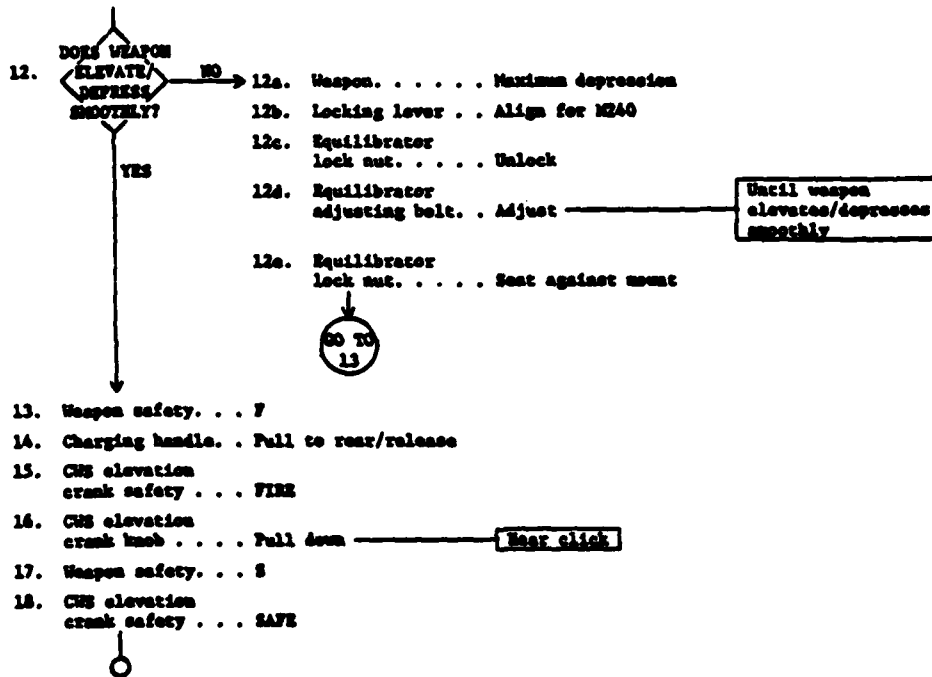 DOES WEAPON
12. ELEVATE/
DEPRESS
SMOOTHLY?
NO
YES
12a. Weapon. . . . . . Maximum depression
12b. Locking lever . . Align for M240
12c. Equilibrator
lock nut. . . . . Unlock
12d. Equilibrator
adjusting bolt. . Adjust
Until weapon
elevates/depresses
smoothly
12e. Equilibrator
lock nut. . . . . Seat against mount
GO TO
13
13. Weapon safety. . . F
14. Charging handle. . Pull to rear/release
15. CWS elevation
crank safety . . . FIRE
16. CWS elevation
crank knob . . . . Pull down
Hear click
17. Weapon safety. . . S
18. CWS elevation
crank safety . . . SAFE